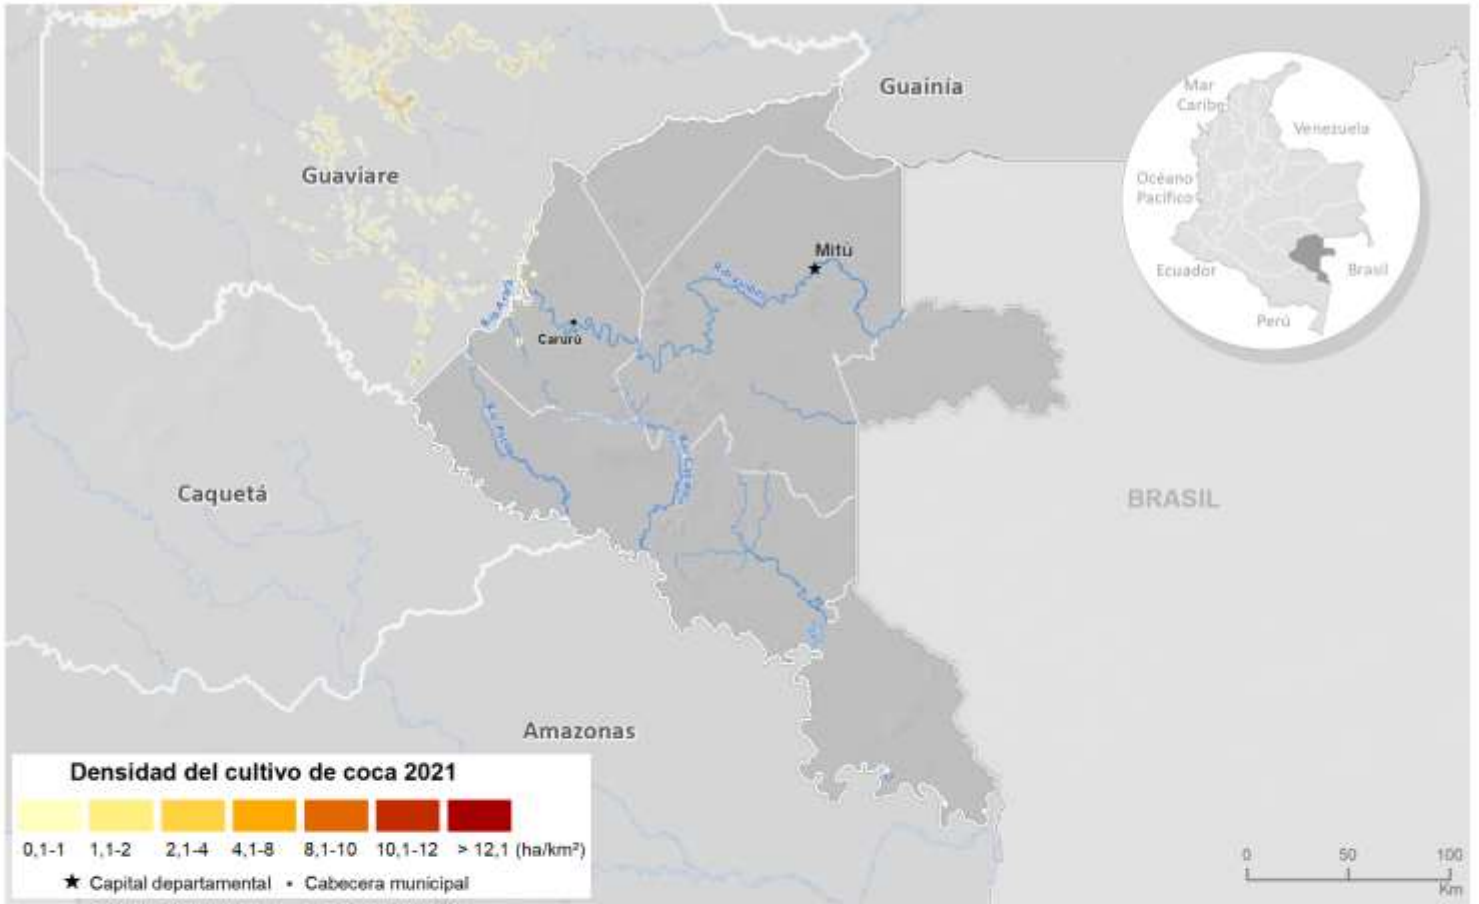 Guainía
Mar
Caribe
Venezuela
Guaviare
Océano
Pacífico
Mitú
Ecuador
Brasil
Perú
Carurú
Caquetá
BRASIL
Amazonas
Densidad del cultivo de coca 2021
0,1-1 1,1-2 2,1-4 4,1-8 8,1-10 10,1-12 > 12,1 (ha/km²)
Capital departamental Cabecera municipal
0 50 100
Km